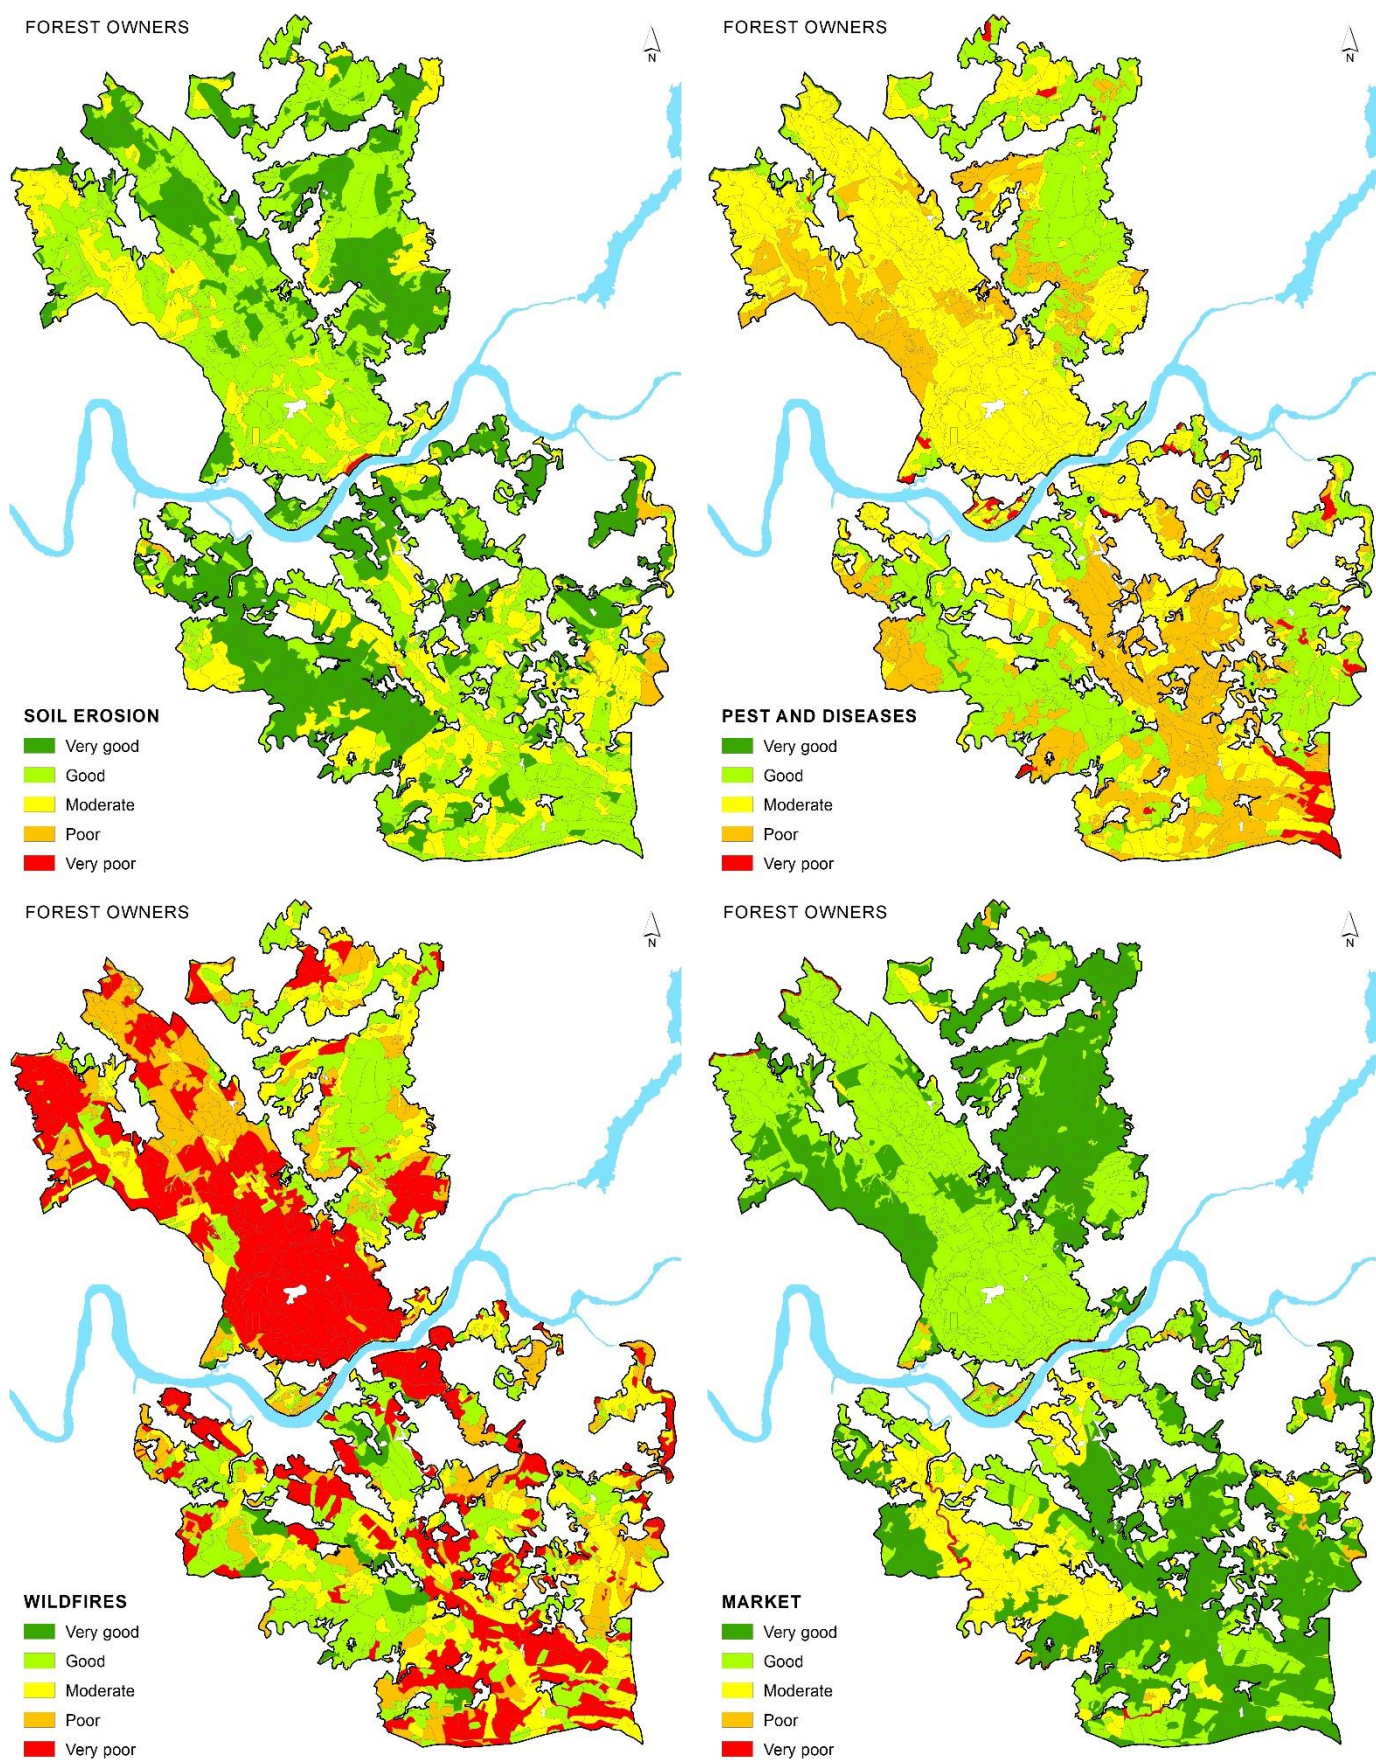 FOREST OWNERS
N
SOIL EROSION
Very good
Good
Moderate
Poor
Very poor
FOREST OWNERS
N
PEST AND DISEASES
Very good
Good
Moderate
Poor
Very poor
FOREST OWNERS
N
WILDFIRES
Very good
Good
Moderate
Poor
Very poor
FOREST OWNERS
N
MARKET
Very good
Good
Moderate
Poor
Very poor